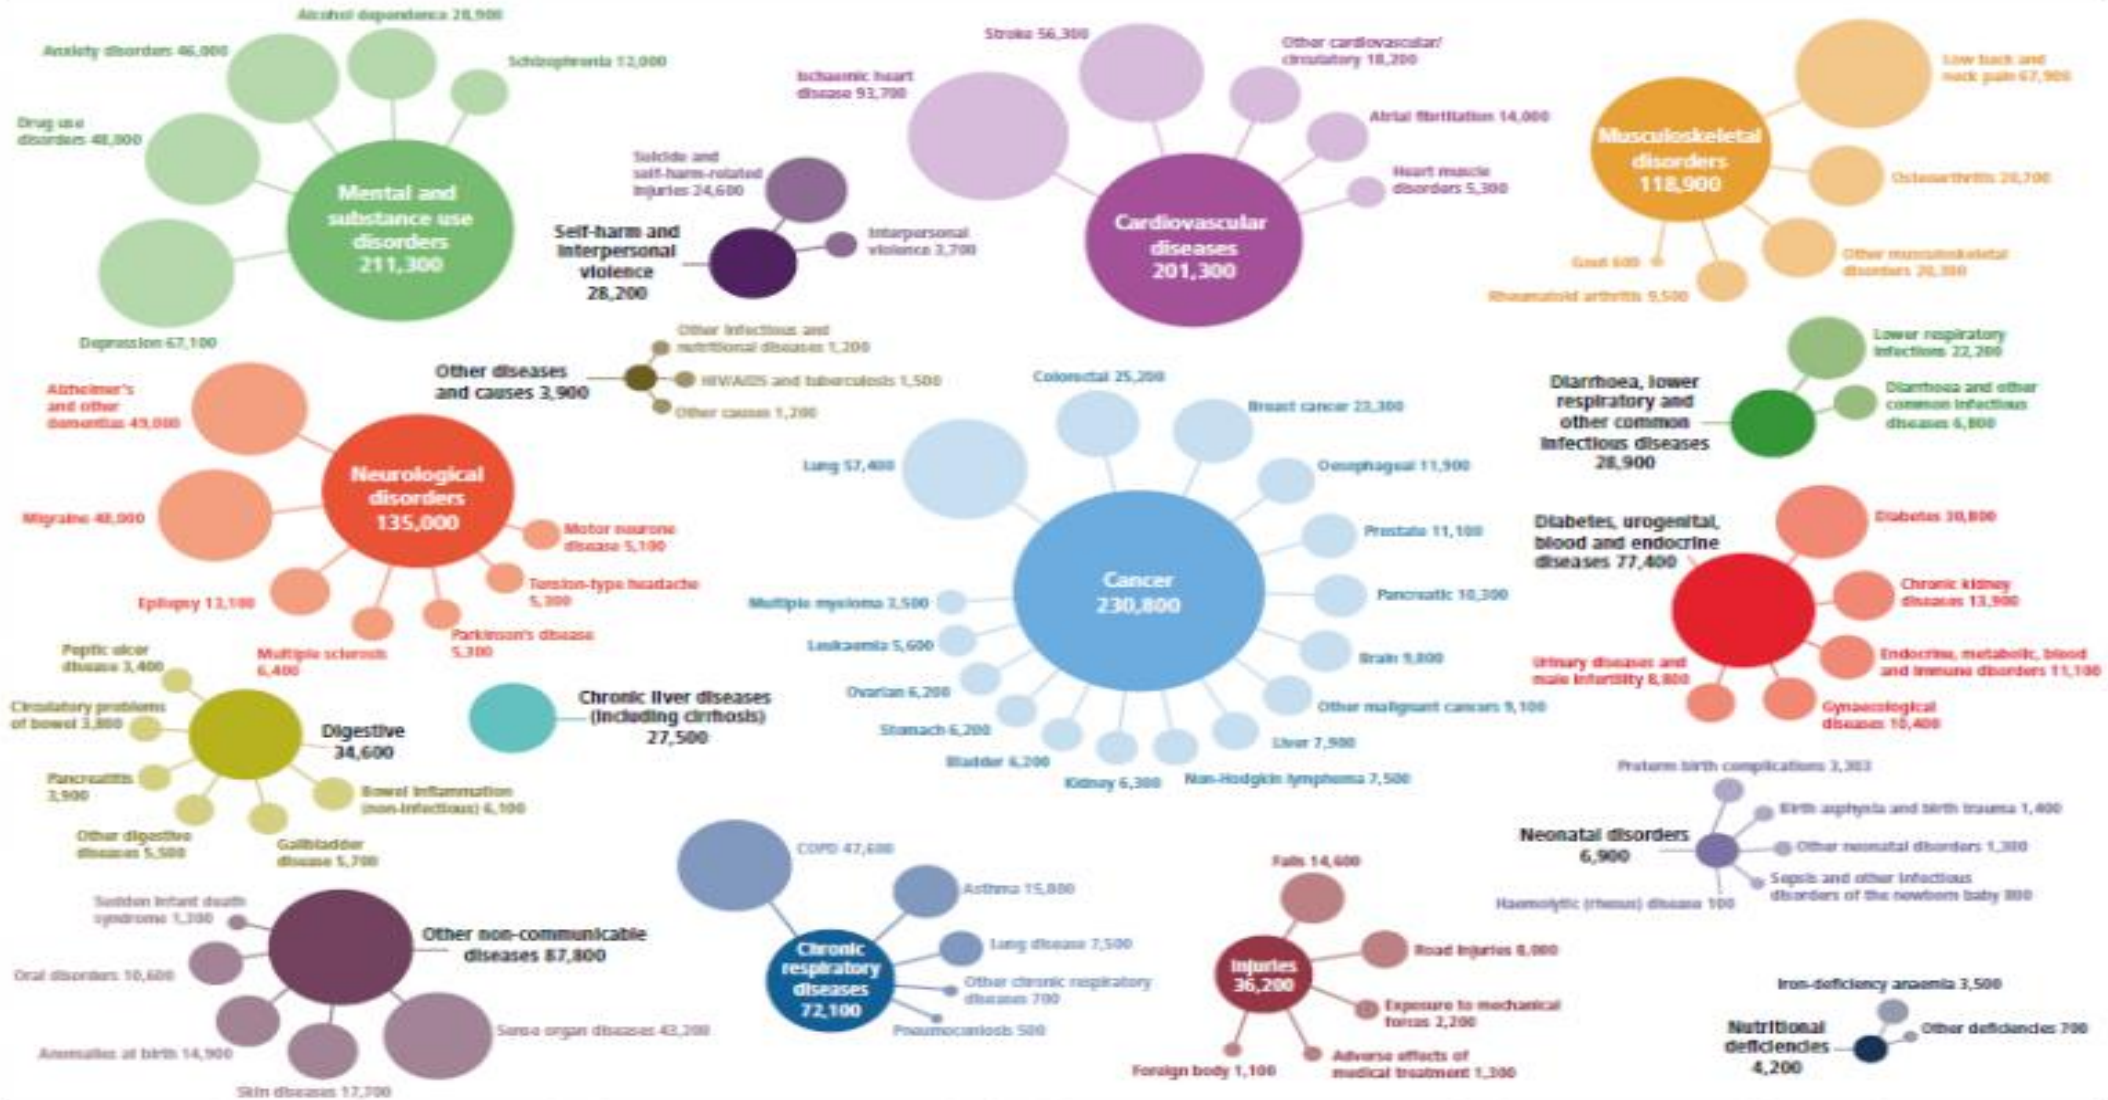 Alcohol dependence 28,900
Anxiety disorders 46,000
Schizophrenia 12,000
Drug use
disorders 48,000
Mental and
substance use
disorders
211,300
Depression 67,100
Suicide and
self-harm-related
injuries 24,600
Self-harm and
interpersonal
violence
28,200
Interpersonal
violence 3,700
Stroke 56,300
Other cardiovascular/
circulatory 18,200
Ischaemic heart
disease 93,700
Atrial fibrillation 14,000
Heart muscle
disorders 5,300
Cardiovascular
diseases
201,300
Low back and
neck pain 67,900
Musculoskeletal
disorders
118,900
Osteoarthritis 20,700
Other musculoskeletal
disorders 20,300
Gout 600
Rheumatoid arthritis 9,500
Other infectious and
nutritional diseases 1,200
Other diseases
and causes 3,900
HIV/AIDS and tuberculosis 1,500
Other causes 1,200
Lower respiratory
infections 22,200
Diarrhoea, lower
respiratory and
other common
infectious diseases
28,900
Diarrhoea and other
common infectious
diseases 6,800
Alzheimer's
and other
dementias 49,000
Neurological
disorders
135,000
Migraine 48,000
Motor neurone
disease 5,100
Tension-type headache
5,300
Epilepsy 13,100
Parkinson's disease
5,300
Multiple sclerosis
6,400
Colorectal 25,200
Breast cancer 23,300
Lung 57,400
Oesophageal 11,900
Prostate 11,100
Cancer
230,800
Pancreatic 10,300
Multiple myeloma 3,500
Leukaemia 5,600
Brain 9,800
Ovarian 6,200
Other malignant cancers 9,100
Stomach 6,200
Liver 7,900
Bladder 6,200
Kidney 6,300
Non-Hodgkin lymphoma 7,500
Diabetes, urogenital,
blood and endocrine
diseases 77,400
Diabetes 30,800
Chronic kidney
diseases 13,900
Endocrine, metabolic, blood
and immune disorders 11,100
Urinary diseases and
male infertility 8,800
Gynaecological
diseases 10,400
Peptic ulcer
disease 3,400
Circulatory problems
of bowel 3,800
Digestive
34,600
Pancreatitis
3,900
Bowel inflammation
(non-infectious) 6,100
Other digestive
diseases 5,500
Gallbladder
disease 5,700
Chronic liver diseases
(including cirrhosis)
27,500
Preterm birth complications 3,303
Birth asphyxia and birth trauma 1,400
Neonatal disorders
6,900
Other neonatal disorders 1,300
Sepsis and other infectious
disorders of the newborn baby 800
Haemolytic (rhesus) disease 100
Sudden infant death
syndrome 1,200
Other non-communicable
diseases 87,800
Oral disorders 10,600
Sense organ diseases 43,200
Anomalies at birth 14,900
Skin diseases 17,700
COPD 47,600
Asthma 15,800
Chronic
respiratory
diseases
72,100
Lung disease 7,500
Other chronic respiratory
diseases 700
Pneumoconiosis 500
Falls 14,600
Injuries
36,200
Road injuries 8,000
Exposure to mechanical
forces 2,200
Foreign body 1,100
Adverse effects of
medical treatment 1,300
Iron-deficiency anaemia 3,500
Nutritional
deficiencies
4,200
Other deficiencies 700